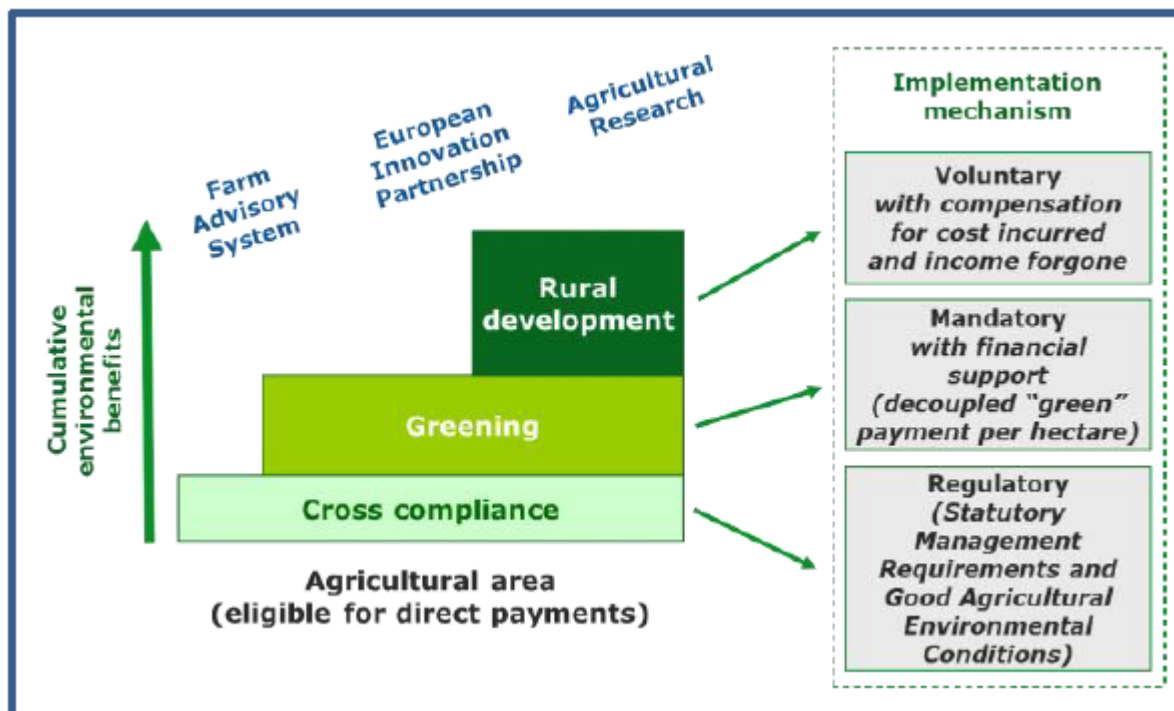 Farm
Advisory
System
European
Innovation
Partnership
Agricultural
Research
Cumulative
environmental
benefits
Rural
development
Greening
Cross compliance
Agricultural area
(eligible for direct payments)
Implementation
mechanism
Voluntary
with compensation
for cost incurred
and income forgone
Mandatory
with financial
support
(decoupled “green”
payment per hectare)
Regulatory
(Statutory
Management
Requirements and
Good Agricultural
Environmental
Conditions)